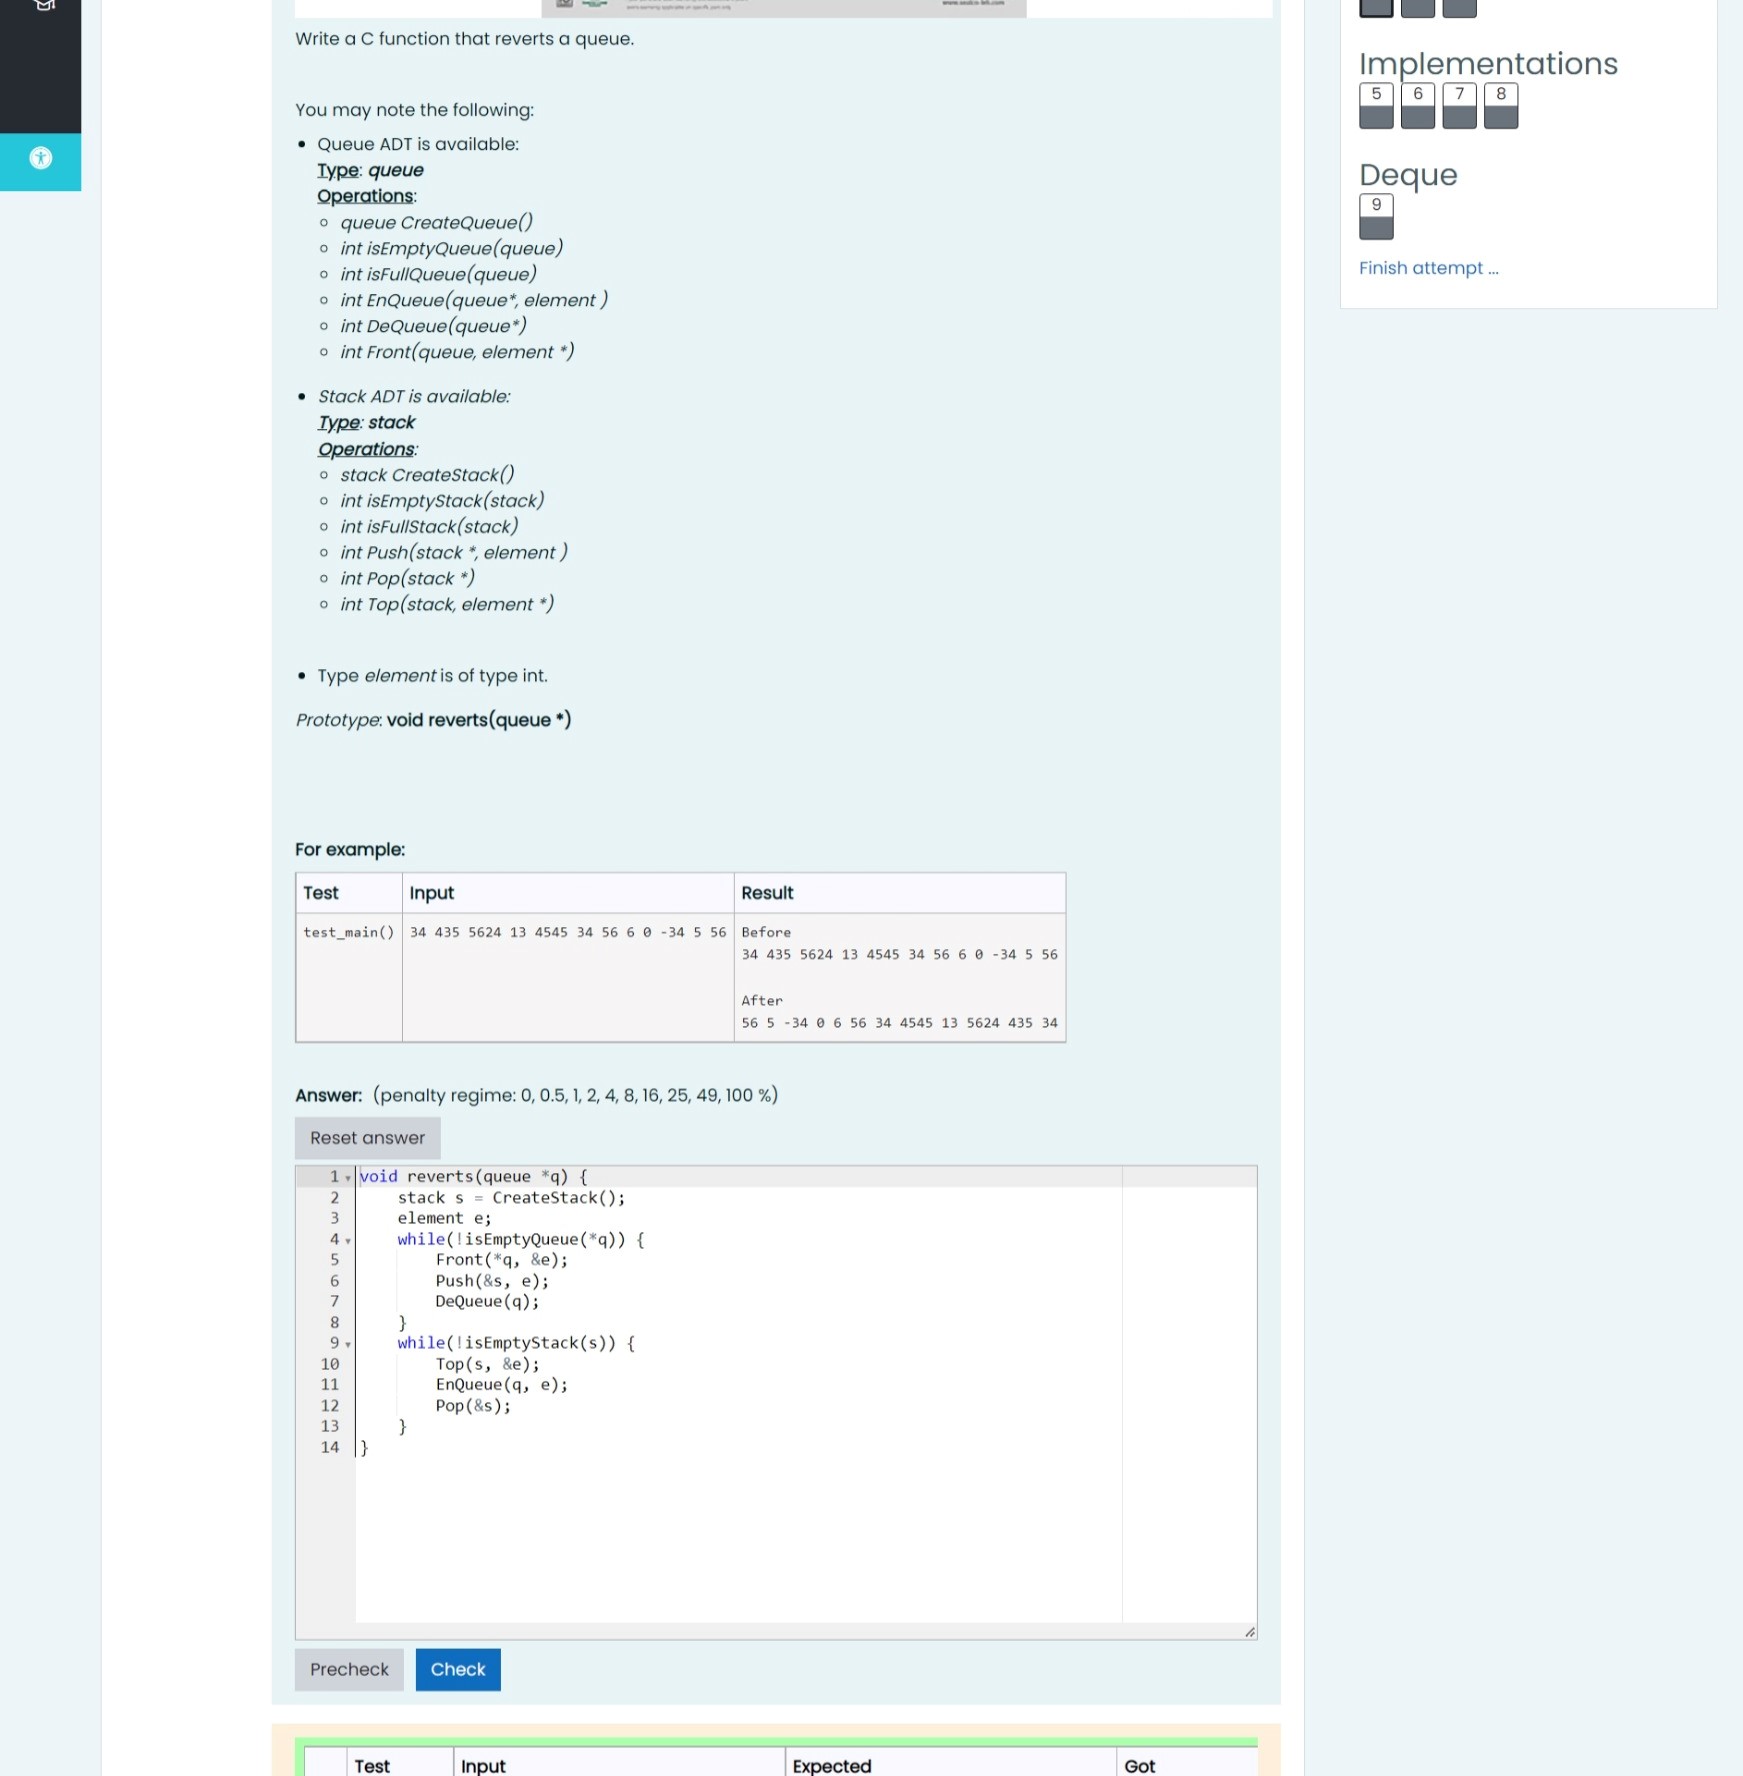 Write a C function that reverts a queue.
You may note the following:
• Queue ADT is available:
Type: queue
Operations:
○ queue CreateQueue()
○ int isEmptyQueue(queue)
○ int isFullQueue(queue)
○ int EnQueue(queue*, element )
○ int DeQueue(queue*)
○ int Front(queue, element *)
• Stack ADT is available:
Type: stack
Operations:
○ stack CreateStack()
○ int isEmptyStack(stack)
○ int isFullStack(stack)
○ int Push(stack *, element )
○ int Pop(stack *)
○ int Top(stack, element *)
• Type element is of type int.
Prototype: void reverts(queue *)
For example:
Test Input Result
test_main() 34 435 5624 13 4545 34 56 6 0 -34 5 56 Before
34 435 5624 13 4545 34 56 6 0 -34 5 56
After
56 5 -34 0 6 56 34 4545 13 5624 435 34
Answer: (penalty regime: 0, 0.5, 1, 2, 4, 8, 16, 25, 49, 100 %)
Reset answer
1 void reverts(queue *q) {
2 stack s = CreateStack();
3 element e;
4 while(!isEmptyQueue(*q)) {
5 Front(*q, &e);
6 Push(&s, e);
7 DeQueue(q);
8 }
9 while(!isEmptyStack(s)) {
10 Top(s, &e);
11 EnQueue(q, e);
12 Pop(&s);
13 }
14 }
Precheck Check
Test Input Expected Got
Implementations
5 6 7 8
Deque
9
Finish attempt ...